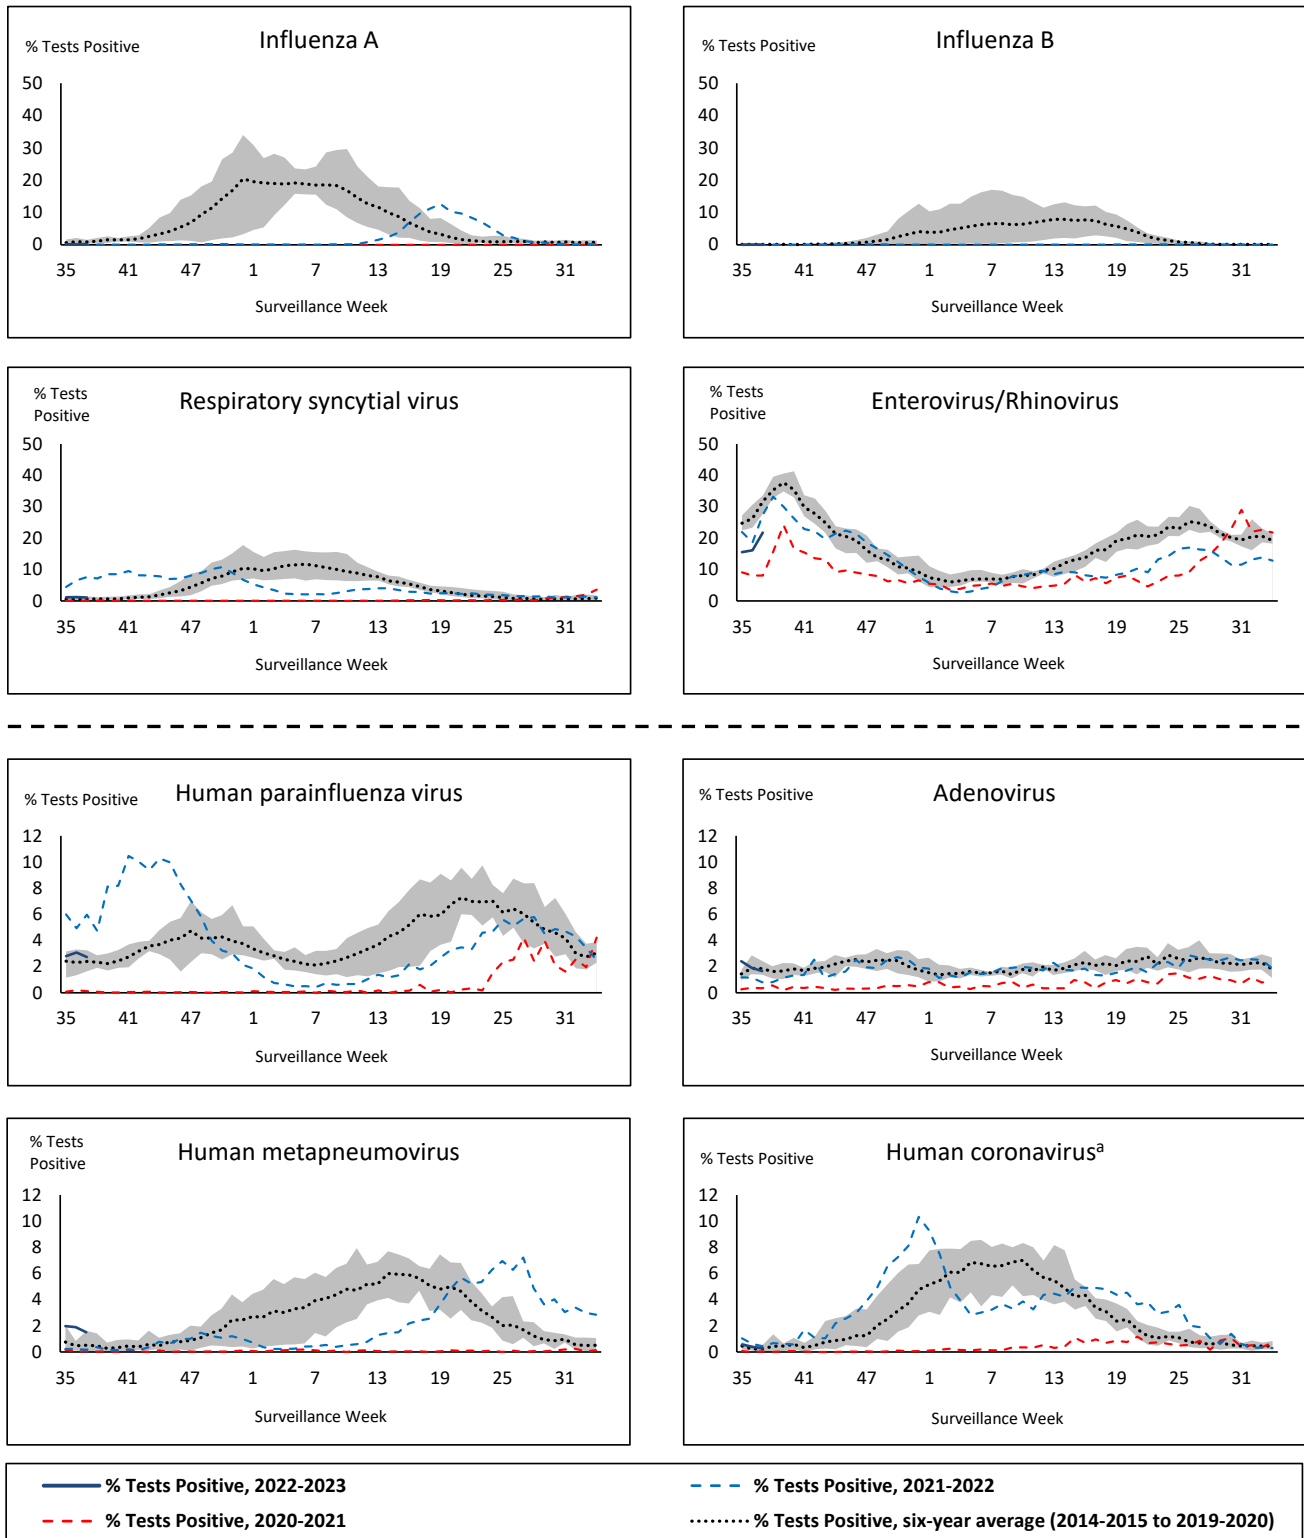 Influenza A
% Tests Positive
50
40
30
20
10
0
35 41 47 1 7 13 19 25 31
Surveillance Week
Influenza B
% Tests Positive
50
40
30
20
10
0
35 41 47 1 7 13 19 25 31
Surveillance Week
Respiratory syncytial virus
% Tests
Positive
50
40
30
20
10
0
35 41 47 1 7 13 19 25 31
Surveillance Week
Enterovirus/Rhinovirus
% Tests
Positive
50
40
30
20
10
0
35 41 47 1 7 13 19 25 31
Surveillance Week
Human parainfluenza virus
% Tests Positive
12
10
8
6
4
2
0
35 41 47 1 7 13 19 25 31
Surveillance Week
Adenovirus
% Tests Positive
12
10
8
6
4
2
0
35 41 47 1 7 13 19 25 31
Surveillance Week
Human metapneumovirus
% Tests
Positive
12
10
8
6
4
2
0
35 41 47 1 7 13 19 25 31
Surveillance Week
Human coronavirusª
% Tests Positive
12
10
8
6
4
2
0
35 41 47 1 7 13 19 25 31
Surveillance Week
% Tests Positive, 2022-2023
% Tests Positive, 2021-2022
% Tests Positive, 2020-2021
% Tests Positive, six-year average (2014-2015 to 2019-2020)